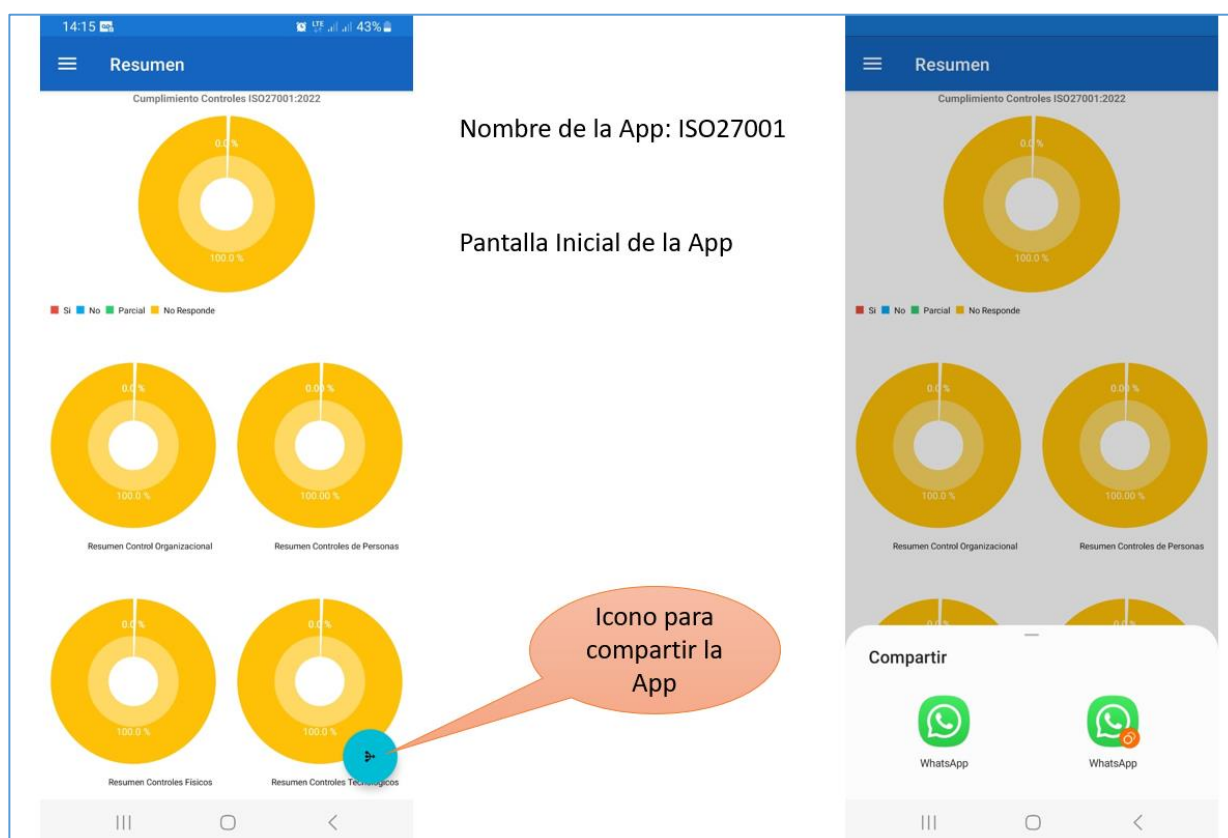 14:15
LTE
43%
Resumen
Cumplimiento Controles ISO27001:2022
0.0 %
100.0 %
Si No Parcial No Responde
0.0 %
0.00 %
100.0 %
100.00 %
Resumen Control Organizacional
Resumen Controles de Personas
0.0 %
0.0 %
100.0 %
100.0 %
Resumen Controles Físicos
Resumen Controles Tecnológicos
Nombre de la App: ISO27001
Pantalla Inicial de la App
Icono para
compartir la
App
Resumen
Cumplimiento Controles ISO27001:2022
0.0 %
100.0 %
Si No Parcial No Responde
0.0 %
0.00 %
100.0 %
100.00 %
Resumen Control Organizacional
Resumen Controles de Personas
Compartir
WhatsApp
WhatsApp